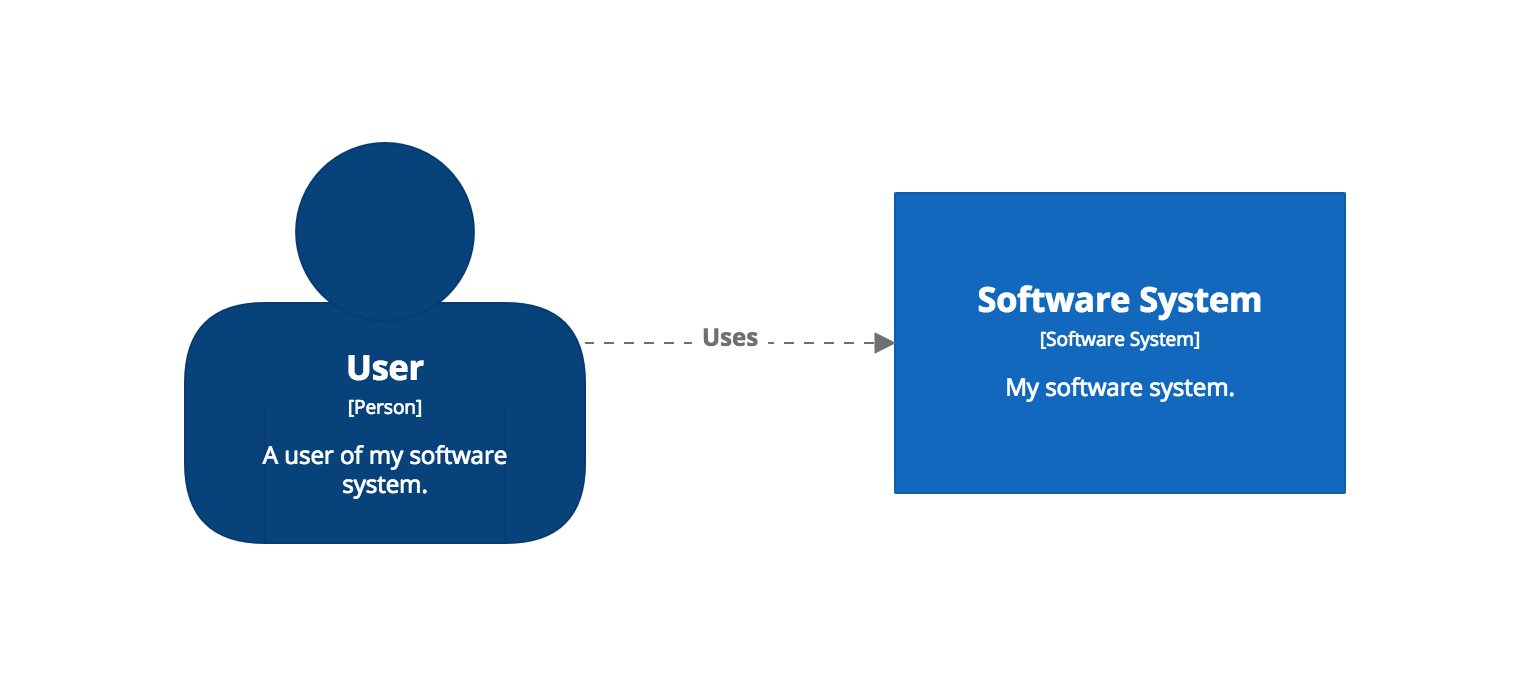 User
[Person]
A user of my software
system.
Uses
Software System
[Software System]
My software system.